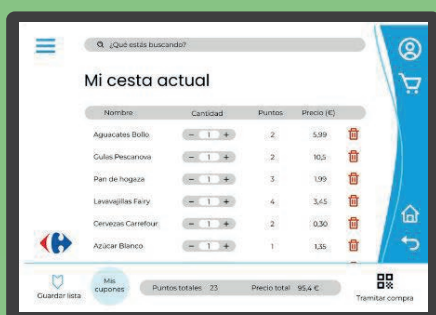 ¿Qué estás buscando?
Mi cesta actual
Nombre Cantidad Puntos Precio (€)
Aguacates Bollo - 1 + 2 5,99
Gulas Pescanova - 1 + 2 10,5
Pan de hogaza - 1 + 3 1,99
Lavavajillas Fairy - 1 + 4 3,45
Cervezas Carrefour - 1 + 2 0,30
Azúcar Blanco - 1 + 1 1,35
Guardar lista
Mis cupones
Puntos totales 23 Precio total 95,4 €
Tramitar compra